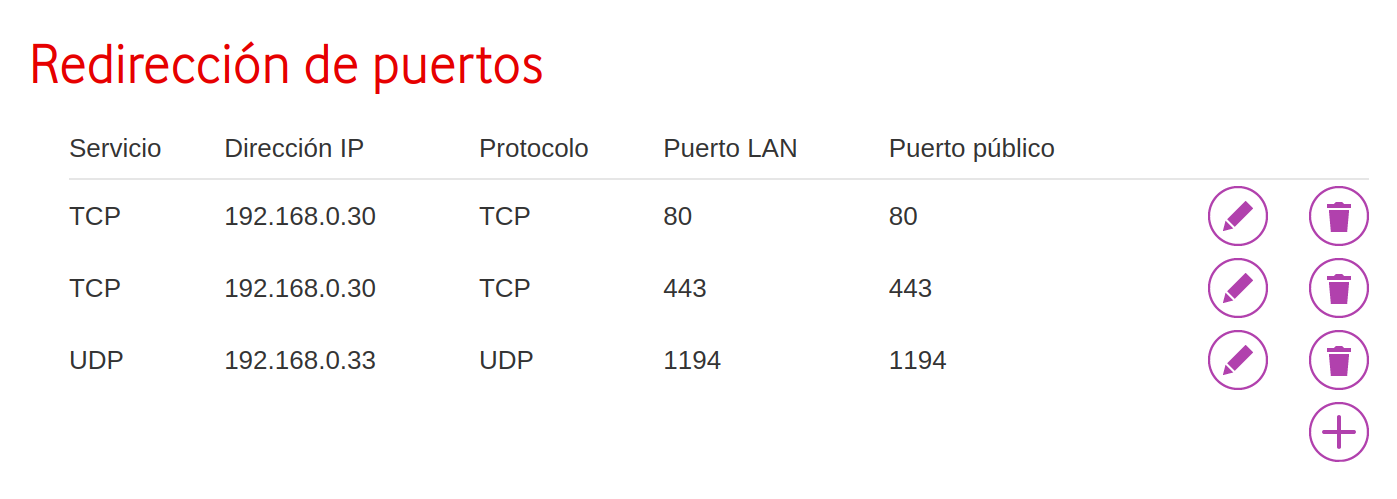 Redirección de puertos
Servicio Dirección IP Protocolo Puerto LAN Puerto público
TCP 192.168.0.30 TCP 80 80
TCP 192.168.0.30 TCP 443 443
UDP 192.168.0.33 UDP 1194 1194